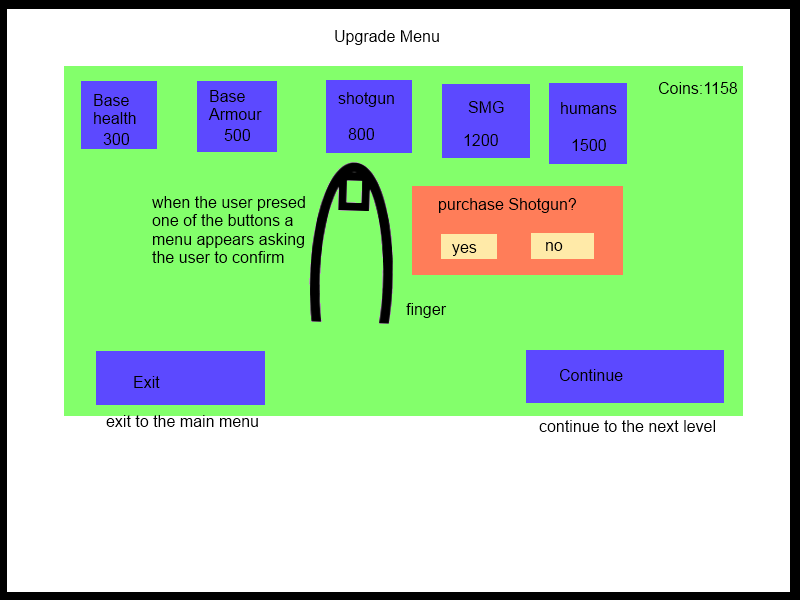 Upgrade Menu
Base
health
300
Base
Armour
500
shotgun
800
SMG
1200
humans
1500
Coins:1158
when the user presed
one of the buttons a
menu appears asking
the user to confirm
purchase Shotgun?
yes
no
finger
Exit
Continue
exit to the main menu
continue to the next level